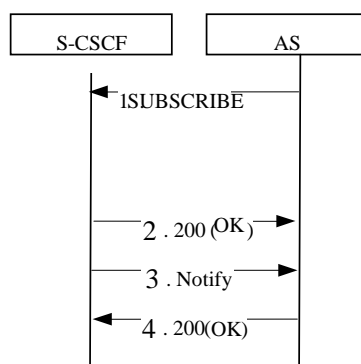 S-CSCF
AS
1SUBSCRIBE
2 . 200 (OK)
3 . Notify
4 . 200(OK)